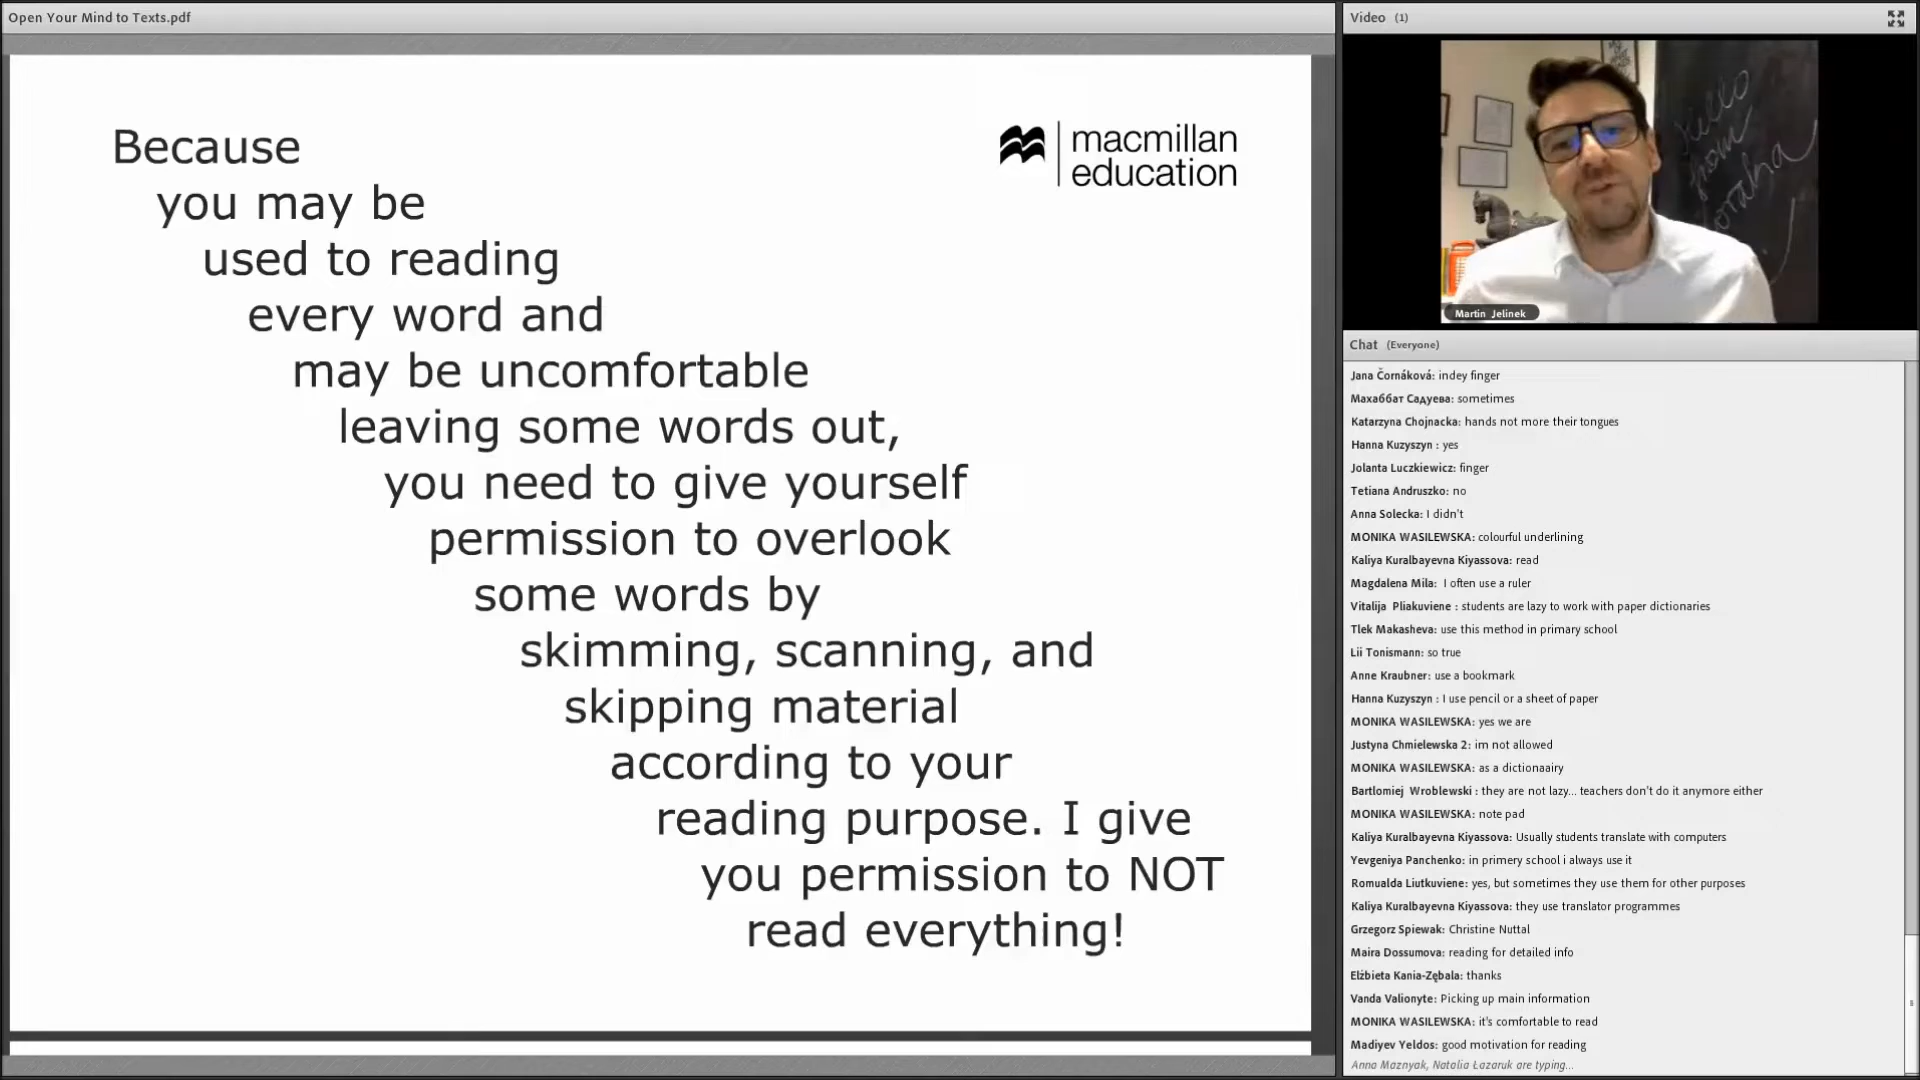 Open Your Mind to Texts.pdf
Because
you may be
used to reading
every word and
may be uncomfortable
leaving some words out,
you need to give yourself
permission to overlook
some words by
skimming, scanning, and
skipping material
according to your
reading purpose. I give
you permission to NOT
read everything!
macmillan
education
Video (1)
Hello
from
Martin Jelinek
Chat (Everyone)
Jana Čornáková: indey finger
Махаббат Садуева: sometimes
Katarzyna Chojnacka: hands not more their tongues
Hanna Kuzyszyn : yes
Jolanta Luczkiewicz: finger
Tetiana Andruszko: no
Anna Solecka: I didn't
MONIKA WASILEWSKA: colourful underlining
Kaliya Kuralbayevna Kiyassova: read
Magdalena Mila: I often use a ruler
Vitalija Pliakuviene : students are lazy to work with paper dictionaries
Tlek Makasheva: use this method in primary school
Lii Tonismann: so true
Anne Kraubner: use a bookmark
Hanna Kuzyszyn : I use pencil or a sheet of paper
MONIKA WASILEWSKA: yes we are
Justyna Chmielewska 2: im not allowed
MONIKA WASILEWSKA: as a dictionaairy
Bartlomiej Wroblewski : they are not lazy... teachers don't do it anymore either
MONIKA WASILEWSKA: note pad
Kaliya Kuralbayevna Kiyassova: Usually students translate with computers
Yevgeniya Panchenko: in primery school i always use it
Romualda Liutkuviene: yes, but sometimes they use them for other purposes
Kaliya Kuralbayevna Kiyassova: they use translator programmes
Grzegorz Spiewak: Christine Nuttal
Maira Dossumova: reading for detailed info
Elżbieta Kania-Zębala: thanks
Vanda Valionyte: Picking up main information
MONIKA WASILEWSKA: it's comfortable to read
Madiyev Yeldos: good motivation for reading
Anna Maznyak, Natalia Łazaruk are typing...